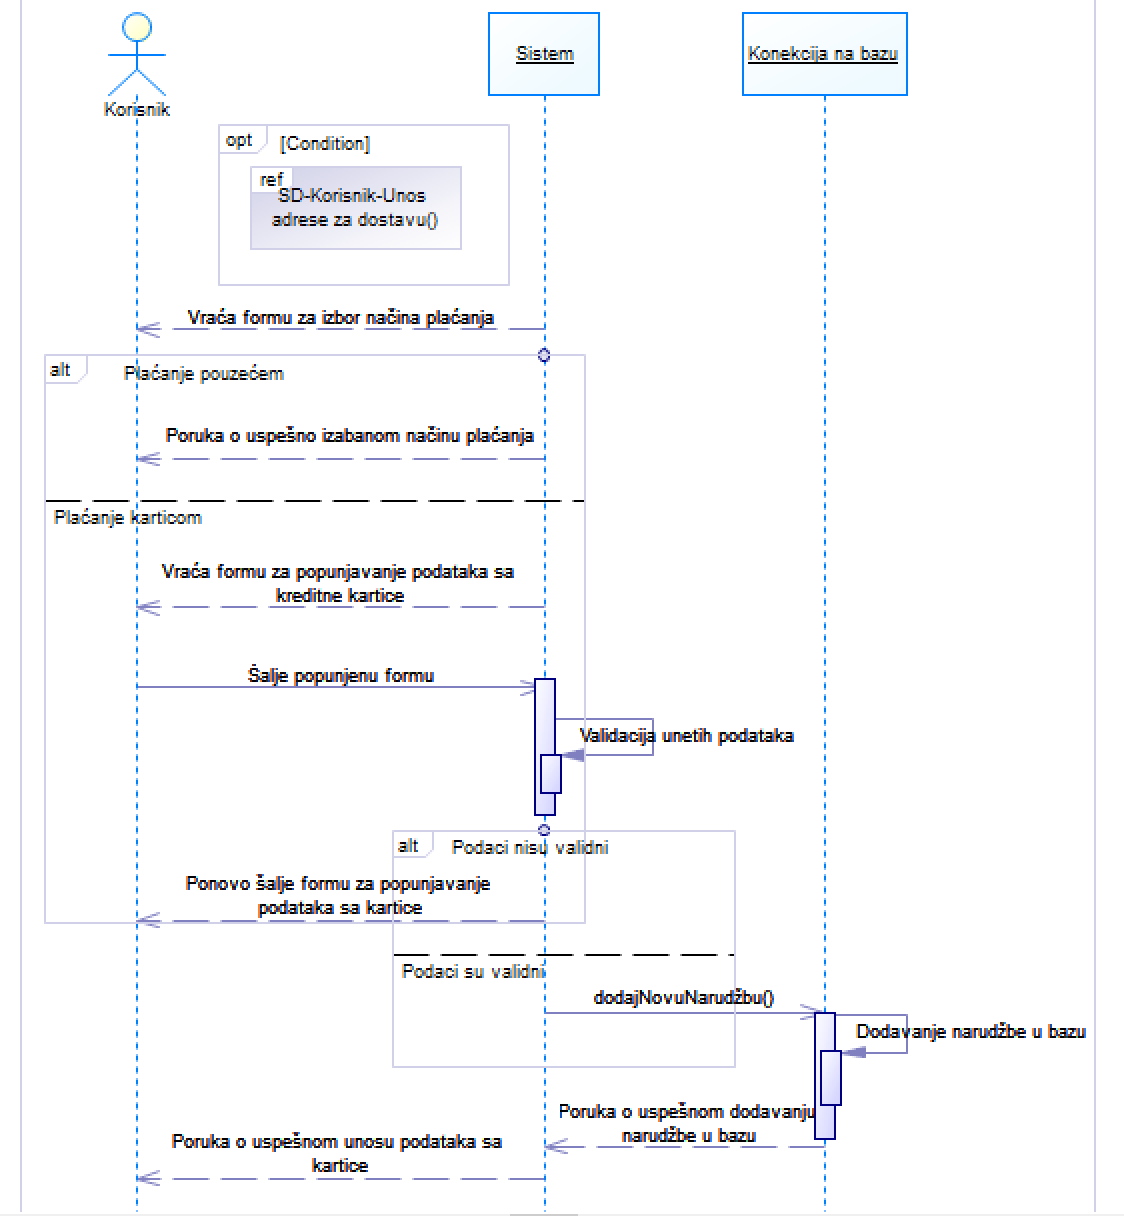 Korisnik
Sistem
Konekcija na bazu
opt
[Condition]
ref
SD-Korisnik-Unos
adrese za dostavu()
Vraća formu za izbor načina plaćanja
alt
Plaćanje pouzećem
Poruka o uspešno izabanom načinu plaćanja
Plaćanje karticom
Vraća formu za popunjavanje podataka sa
kreditne kartice
Šalje popunjenu formu
Validacija unetih podataka
alt
Podaci nisu validni
Ponovo šalje formu za popunjavanje
podataka sa kartice
Podaci su validni
dodajNovuNarudžbu()
Dodavanje narudžbe u bazu
Poruka o uspešnom dodavanju
narudžbe u bazu
Poruka o uspešnom unosu podataka sa
kartice